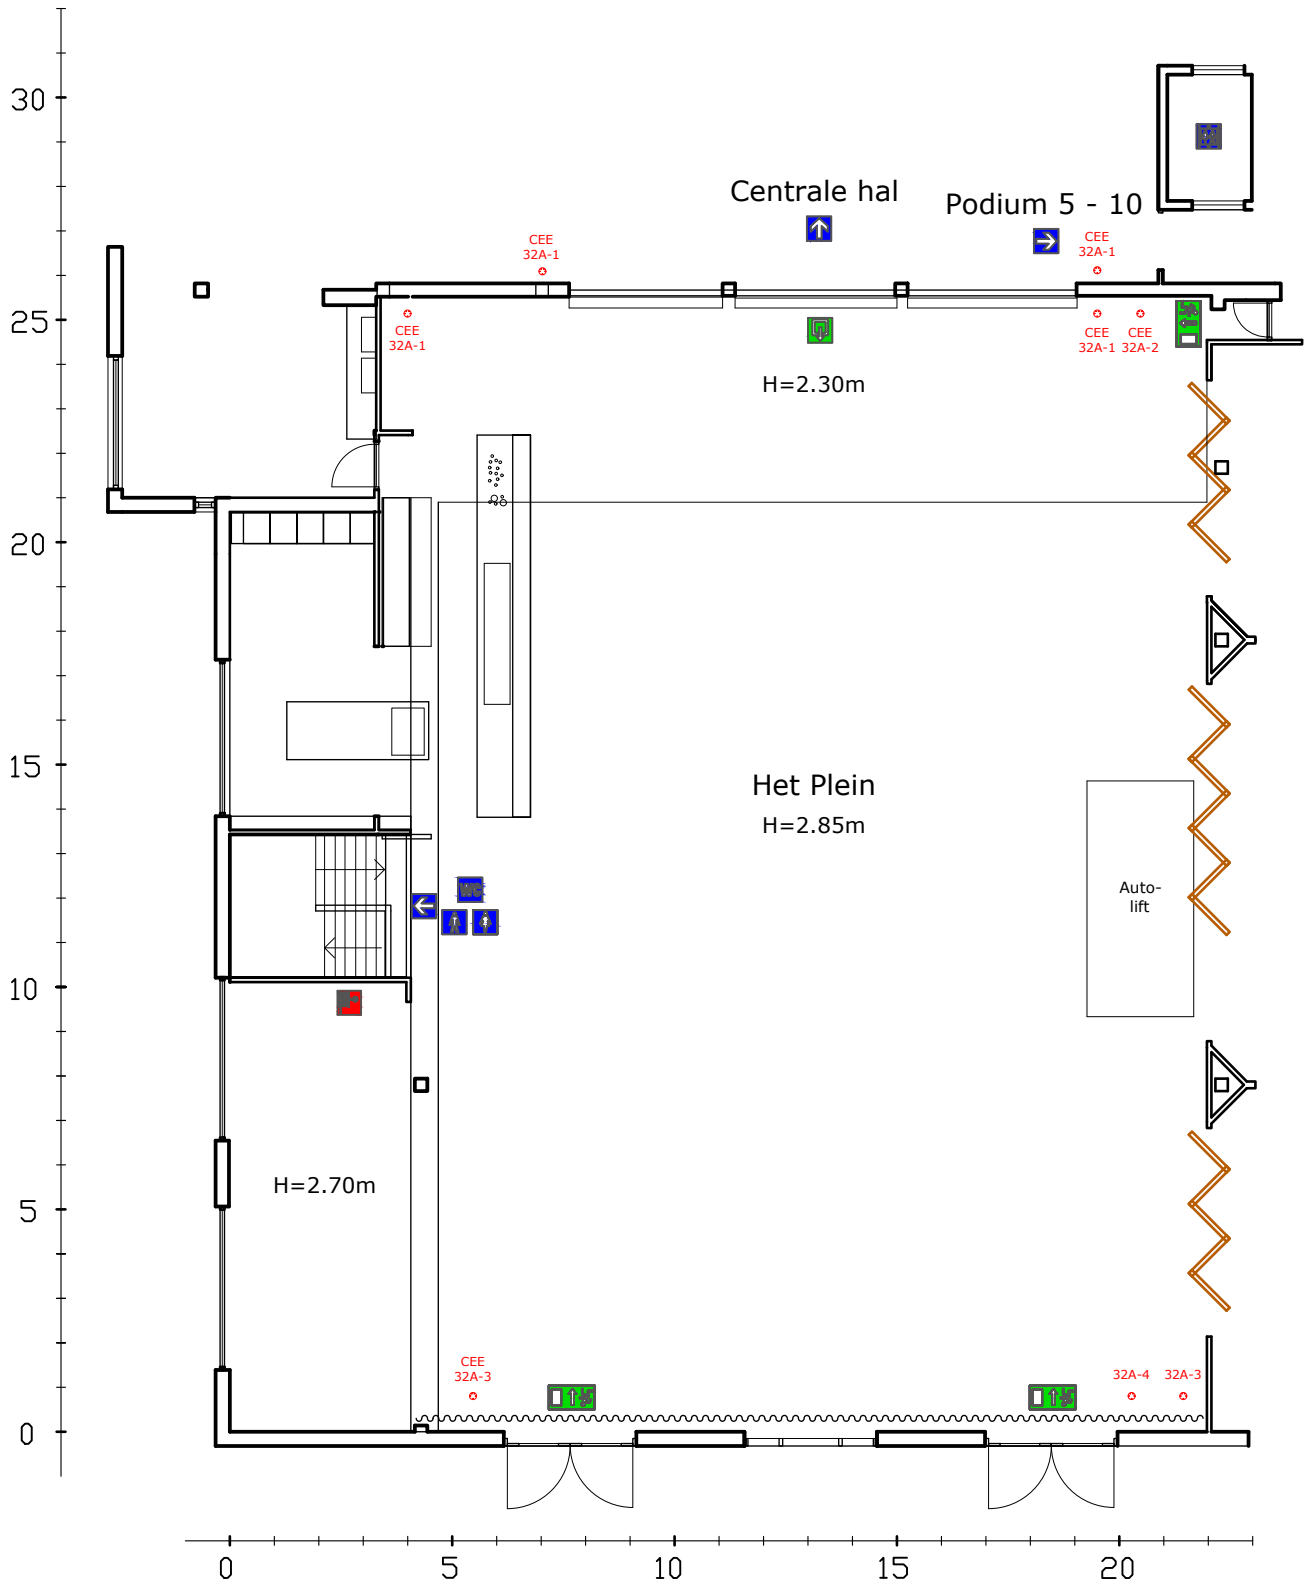 30
Centrale hal
Podium 5 - 10
CEE
32A-1
CEE
32A-1
25
CEE
32A-1
CEE
32A-1
CEE
32A-2
H=2.30m
20
15
Het Plein
H=2.85m
Auto-
lift
WC
10
5
H=2.70m
CEE
32A-3
32A-4
32A-3
0
0
5
10
15
20